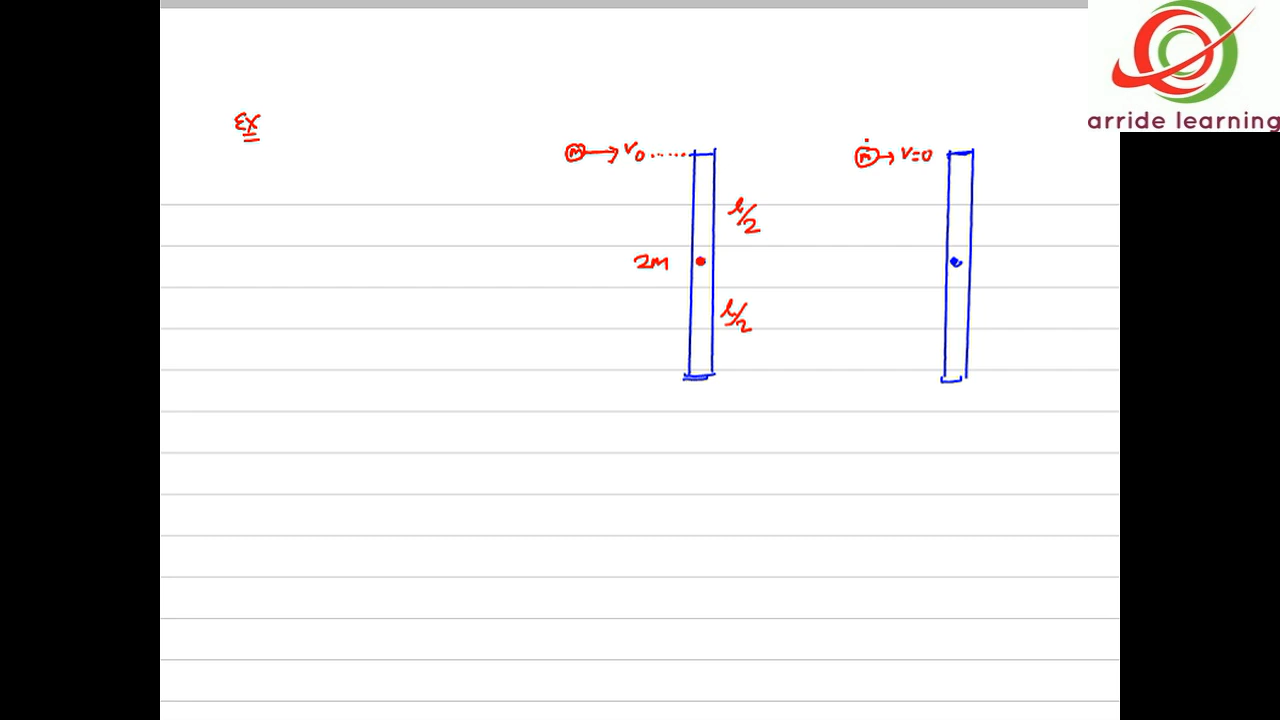 arride learning
Ex
m → v₀ ......
m → v=0
l/2
2m
l/2